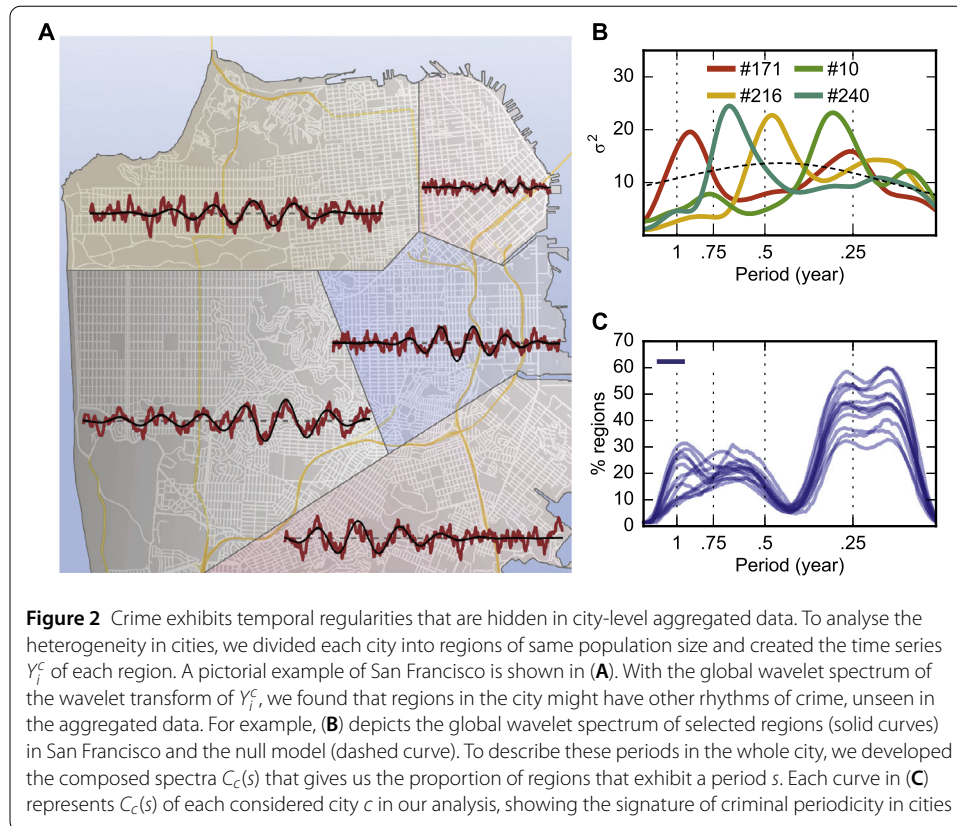 A
B
#171
#10
#216
#240
30
20
10
σ²
1
.75
.5
.25
Period (year)
C
70
60
50
40
30
20
10
0
% regions
1
.75
.5
.25
Period (year)
Figure 2 Crime exhibits temporal regularities that are hidden in city-level aggregated data. To analyse the
heterogeneity in cities, we divided each city into regions of same population size and created the time series
Y_i^c of each region. A pictorial example of San Francisco is shown in (A). With the global wavelet spectrum of
the wavelet transform of Y_i^c, we found that regions in the city might have other rhythms of crime, unseen in
the aggregated data. For example, (B) depicts the global wavelet spectrum of selected regions (solid curves)
in San Francisco and the null model (dashed curve). To describe these periods in the whole city, we developed
the composed spectra C_c(s) that gives us the proportion of regions that exhibit a period s. Each curve in (C)
represents C_c(s) of each considered city c in our analysis, showing the signature of criminal periodicity in cities